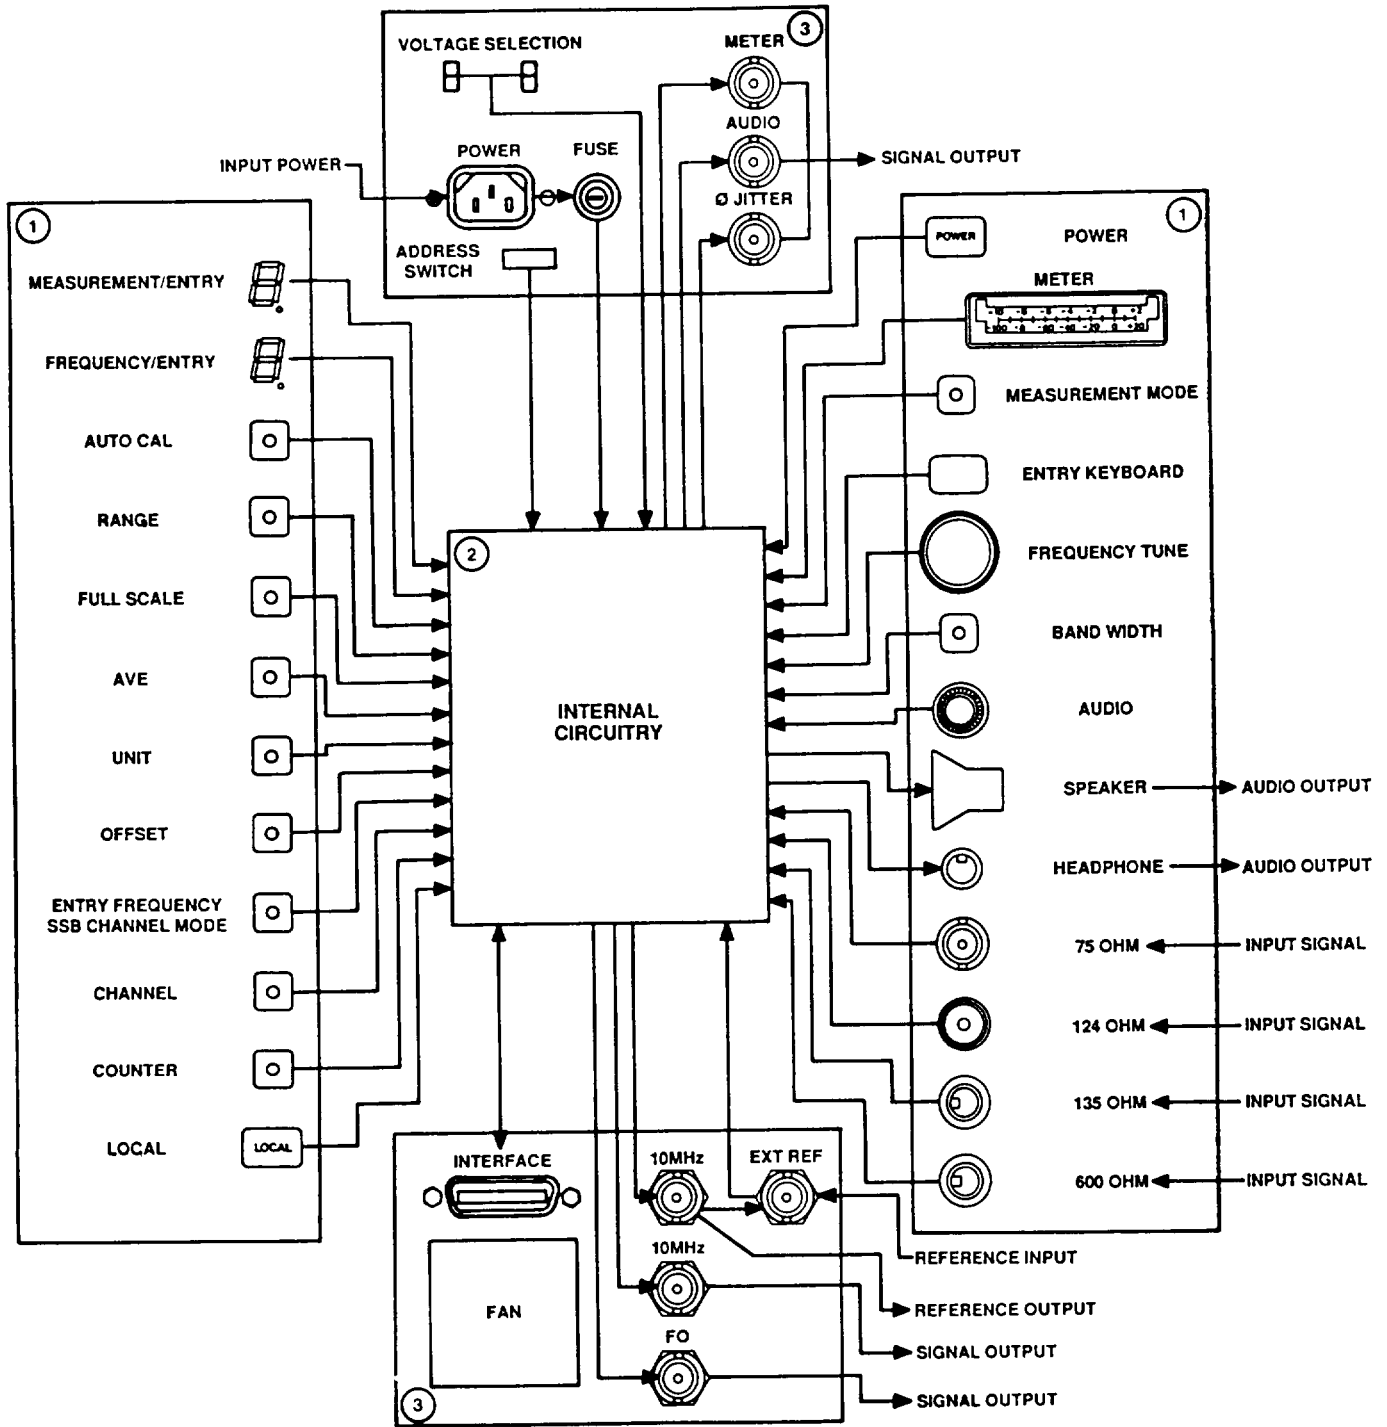 3
VOLTAGE SELECTION
METER
AUDIO
SIGNAL OUTPUT
INPUT POWER
POWER
FUSE
Ø JITTER
ADDRESS
SWITCH
1
MEASUREMENT/ENTRY
FREQUENCY/ENTRY
AUTO CAL
RANGE
FULL SCALE
AVE
UNIT
OFFSET
ENTRY FREQUENCY
SSB CHANNEL MODE
CHANNEL
COUNTER
LOCAL
LOCAL
2
INTERNAL
CIRCUITRY
1
POWER
POWER
METER
MEASUREMENT MODE
ENTRY KEYBOARD
FREQUENCY TUNE
BAND WIDTH
AUDIO
SPEAKER
AUDIO OUTPUT
HEADPHONE
AUDIO OUTPUT
75 OHM
INPUT SIGNAL
124 OHM
INPUT SIGNAL
135 OHM
INPUT SIGNAL
600 OHM
INPUT SIGNAL
INTERFACE
10MHz
EXT REF
10MHz
FAN
FO
3
REFERENCE INPUT
REFERENCE OUTPUT
SIGNAL OUTPUT
SIGNAL OUTPUT